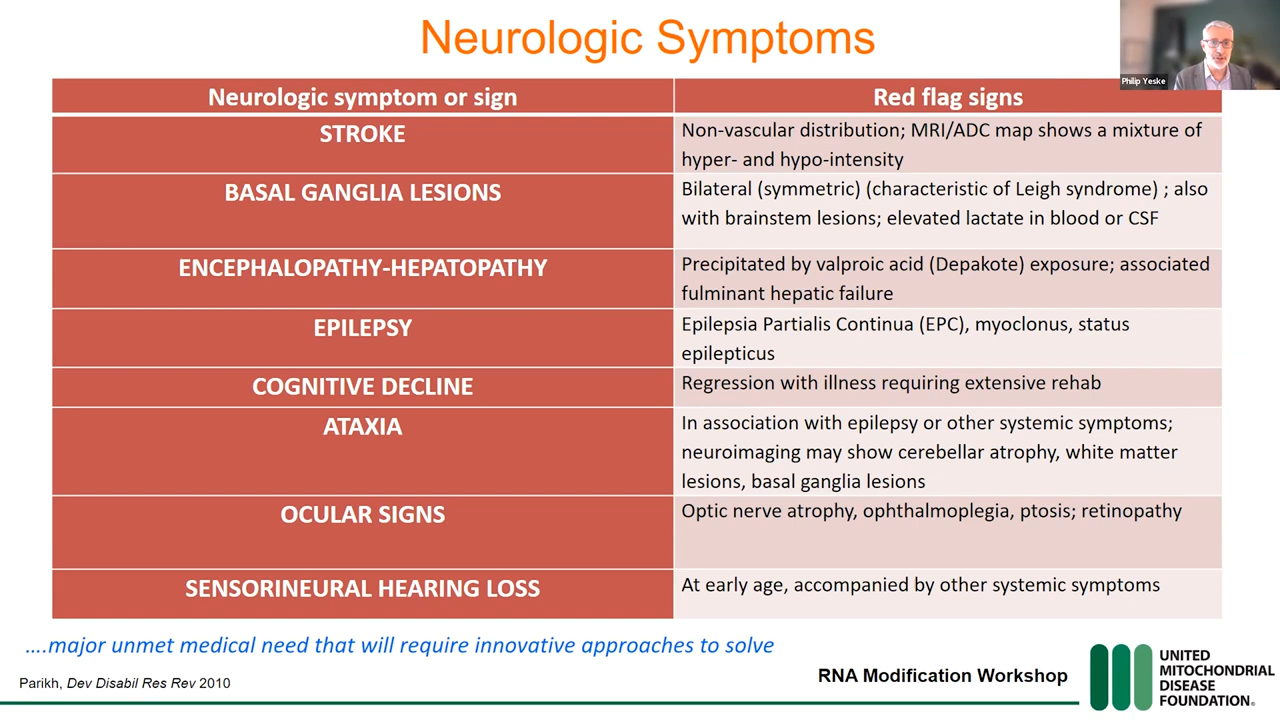 Neurologic Symptoms
Philip Yeske
Neurologic symptom or sign
Red flag signs
STROKE
Non-vascular distribution; MRI/ADC map shows a mixture of
hyper- and hypo-intensity
BASAL GANGLIA LESIONS
Bilateral (symmetric) (characteristic of Leigh syndrome) ; also
with brainstem lesions; elevated lactate in blood or CSF
ENCEPHALOPATHY-HEPATOPATHY
Precipitated by valproic acid (Depakote) exposure; associated
fulminant hepatic failure
EPILEPSY
Epilepsia Partialis Continua (EPC), myoclonus, status
epilepticus
COGNITIVE DECLINE
Regression with illness requiring extensive rehab
ATAXIA
In association with epilepsy or other systemic symptoms;
neuroimaging may show cerebellar atrophy, white matter
lesions, basal ganglia lesions
OCULAR SIGNS
Optic nerve atrophy, ophthalmoplegia, ptosis; retinopathy
SENSORINEURAL HEARING LOSS
At early age, accompanied by other systemic symptoms
....major unmet medical need that will require innovative approaches to solve
Parikh, Dev Disabil Res Rev 2010
RNA Modification Workshop
UNITED
MITOCHONDRIAL
DISEASE
FOUNDATION®